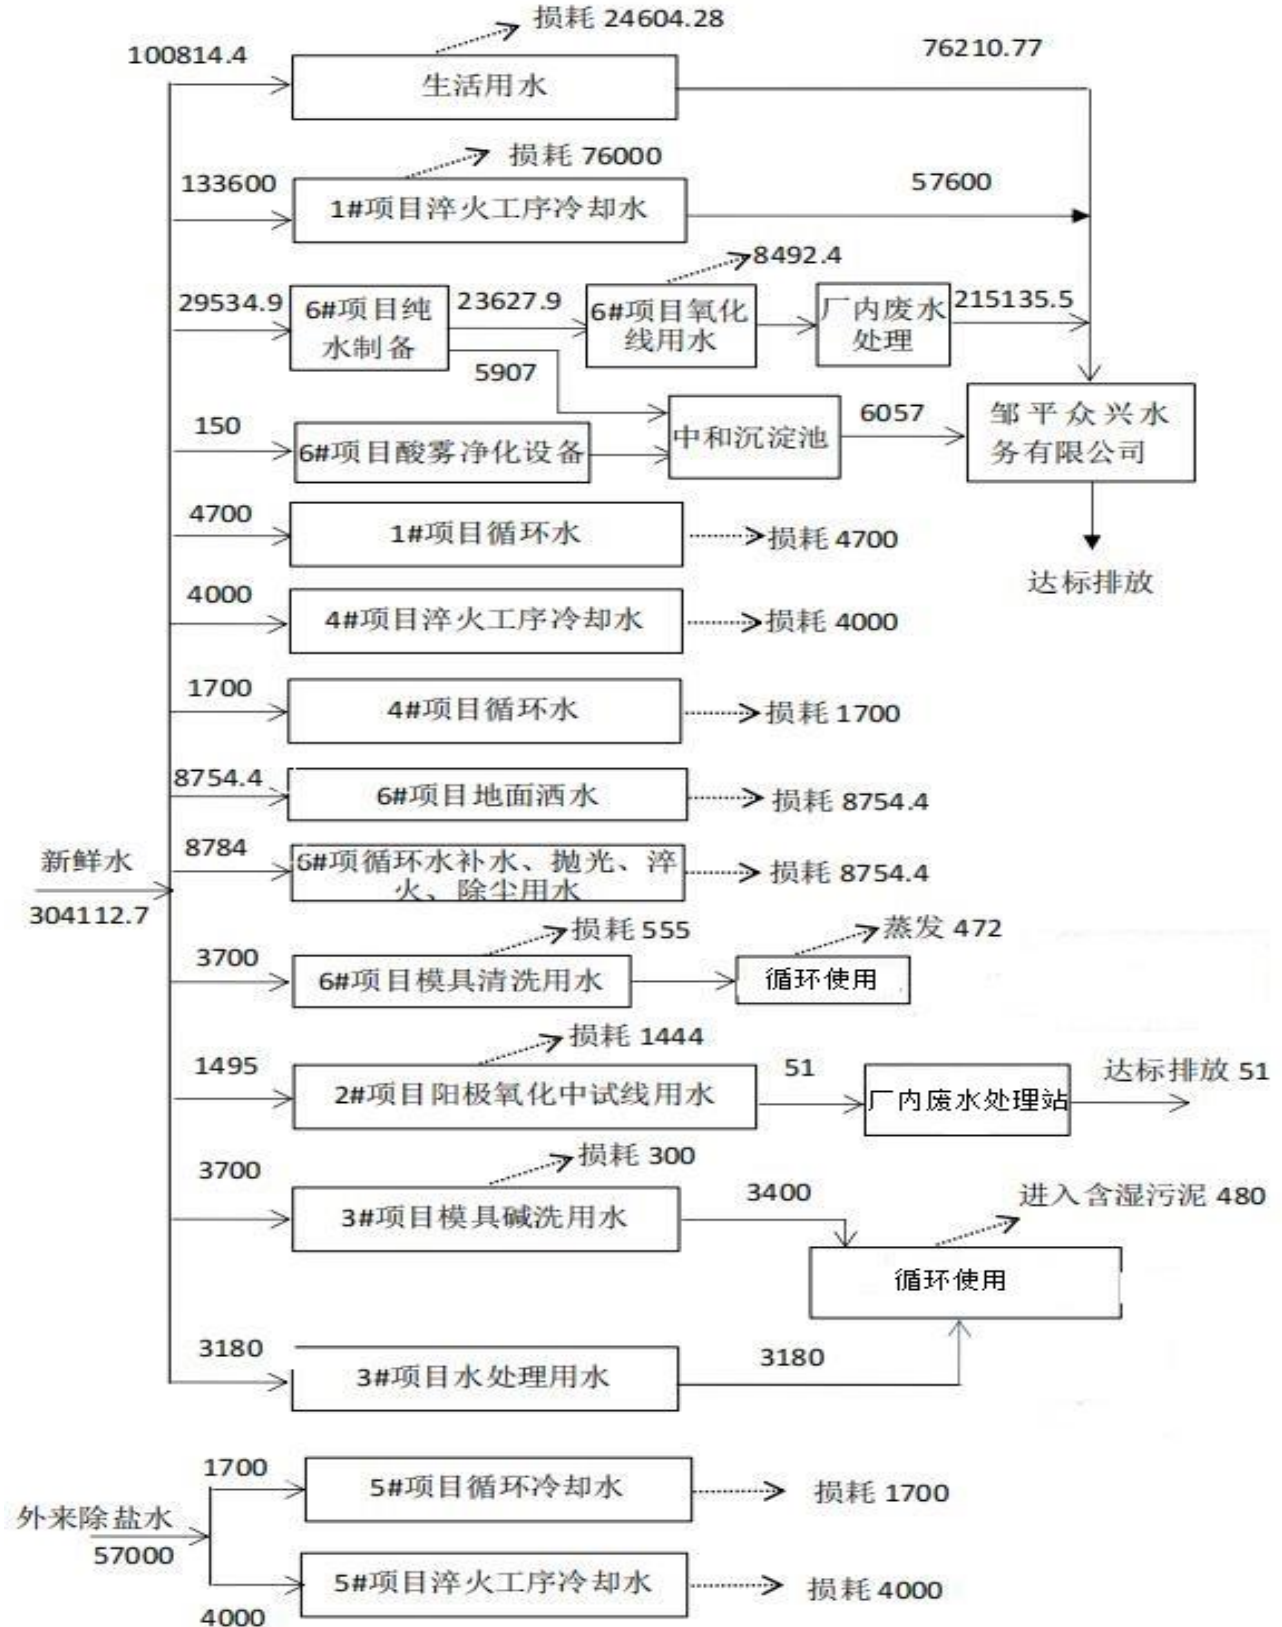 损耗 24604.28
100814.4
生活用水
76210.77
损耗 76000
133600
1#项目淬火工序冷却水
57600
8492.4
29534.9
6#项目纯
水制备
23627.9
6#项目氧化
线用水
厂内废水
处理
215135.5
5907
150
6#项目酸雾净化设备
中和沉淀池
6057
邹平众兴水
务有限公司
4700
1#项目循环水
损耗 4700
达标排放
4000
4#项目淬火工序冷却水
损耗 4000
1700
4#项目循环水
损耗 1700
8754.4
6#项目地面洒水
损耗 8754.4
新鲜水
304112.7
8784
6#项循环水补水、抛光、淬
火、除尘用水
损耗 8754.4
3700
6#项目模具清洗用水
损耗 555
循环使用
蒸发 472
1495
2#项目阳极氧化中试线用水
损耗 1444
51
厂内废水处理站
达标排放 51
3700
3#项目模具碱洗用水
损耗 300
3400
进入含湿污泥 480
循环使用
3180
3#项目水处理用水
3180
外来除盐水
57000
1700
5#项目循环冷却水
损耗 1700
4000
5#项目淬火工序冷却水
损耗 4000